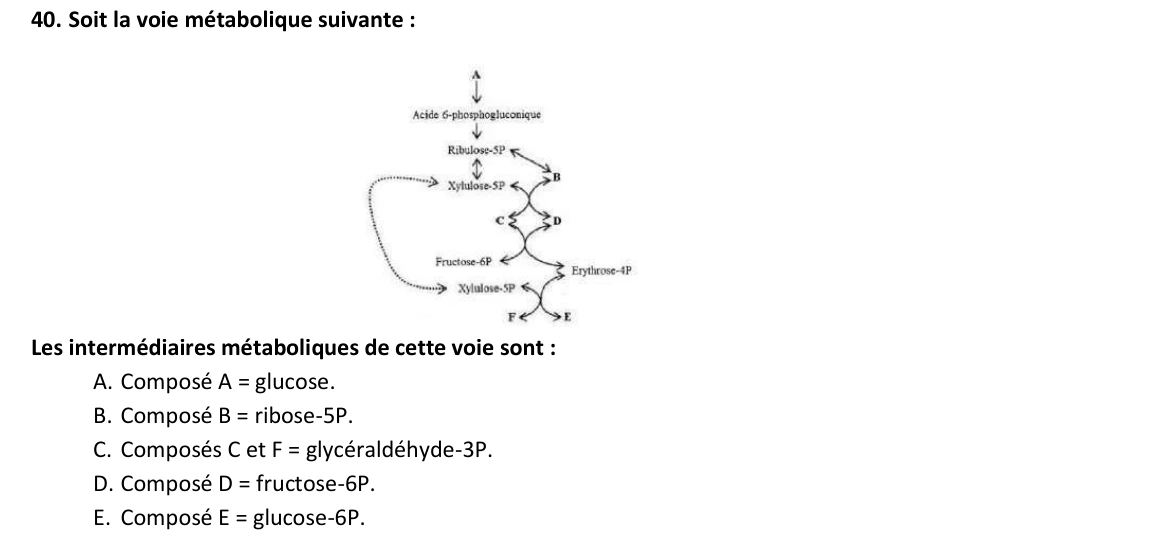 40. Soit la voie métabolique suivante :
A
Acide 6-phosphogluconique
Ribulose-5P
B
Xylulose-5P
C D
Fructose-6P
Erythrose-4P
Xylulose-5P
F E
Les intermédiaires métaboliques de cette voie sont :
A. Composé A = glucose.
B. Composé B = ribose-5P.
C. Composés C et F = glycéraldéhyde-3P.
D. Composé D = fructose-6P.
E. Composé E = glucose-6P.